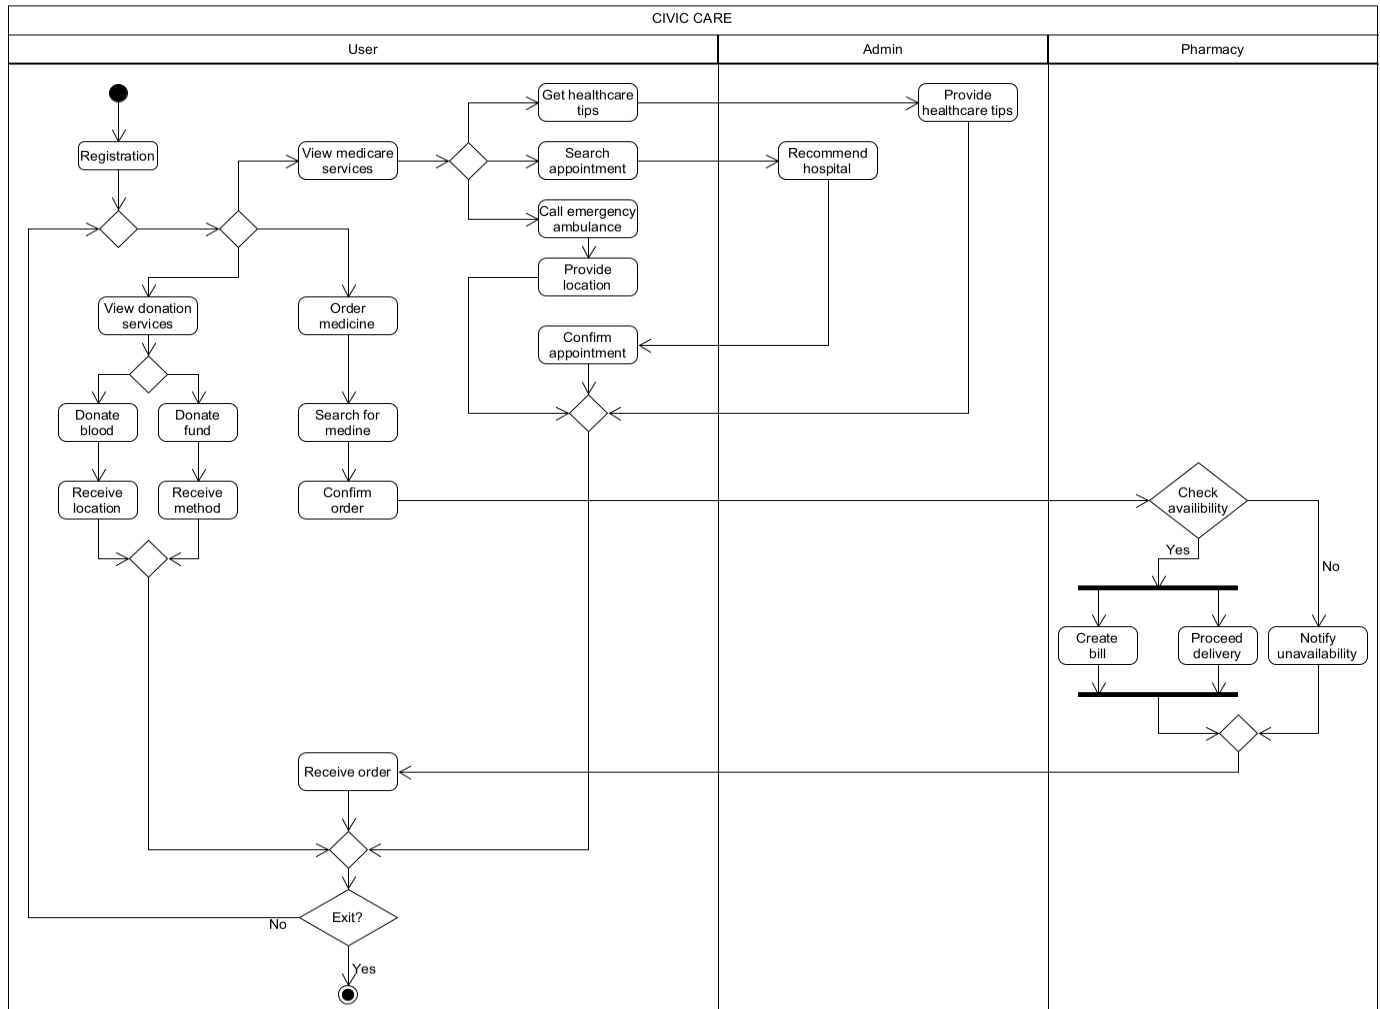 CIVIC CARE
User
Admin
Pharmacy
Get healthcare
tips
Provide
healthcare tips
Registration
View medicare
services
Search
appointment
Recommend
hospital
Call emergency
ambulance
Provide
location
View donation
services
Order
medicine
Confirm
appointment
Donate
blood
Donate
fund
Search for
medine
Receive
location
Receive
method
Confirm
order
Check
availibility
Yes
No
Create
bill
Proceed
delivery
Notify
unavailability
Receive order
Exit?
No
Yes